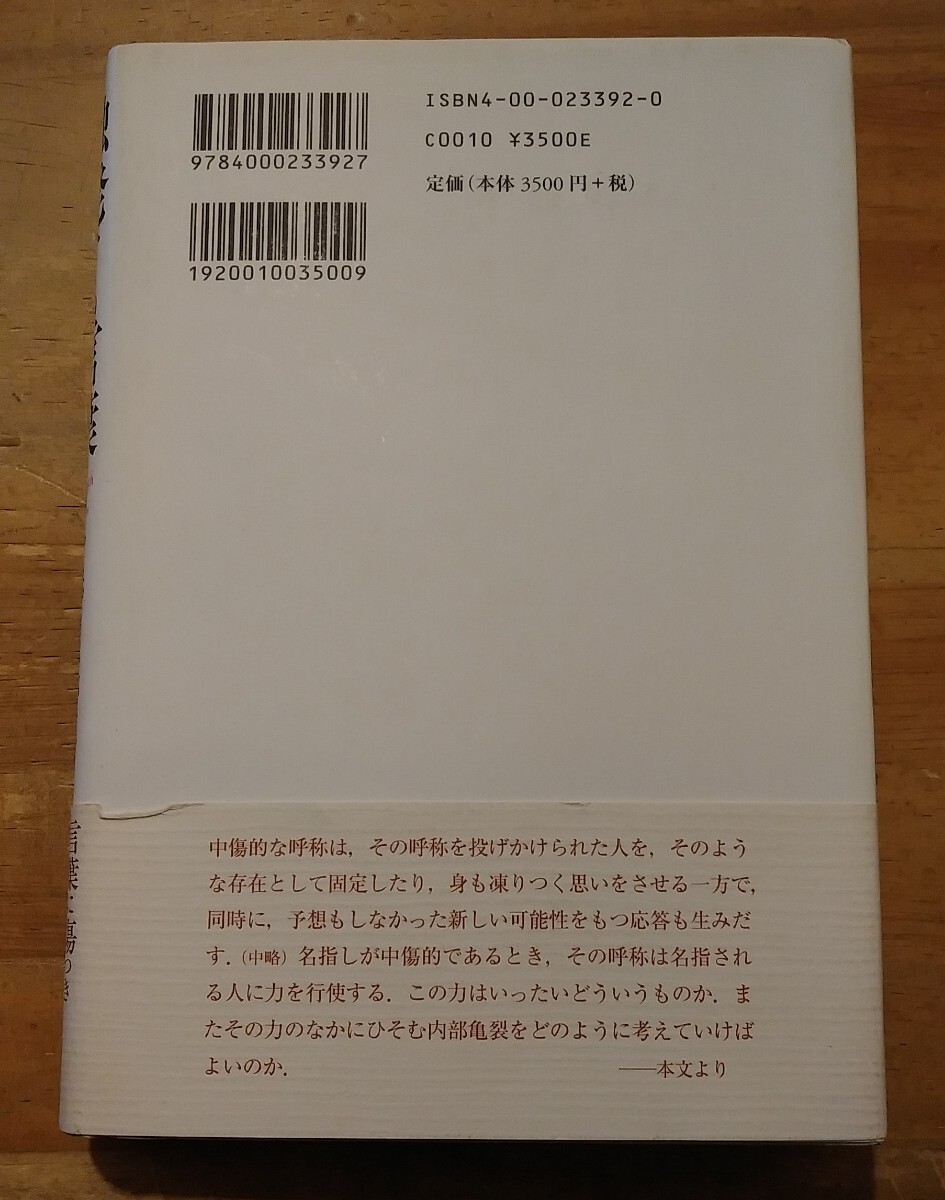 ISBN4-00-023392-0
9784000233927
C0010 ¥3500E
定価(本体 3500 円+税)
1920010035009
中傷的な呼称は，その呼称を投げかけられた人を，そのよう
な存在として固定したり，身も凍りつく思いをさせる一方で，
同時に，予想もしなかった新しい可能性をもつ応答も生みだ
す．(中略) 名指しが中傷的であるとき，その呼称は名指され
る人に力を行使する．この力はいったいどういうものか．ま
たその力のなかにひそむ内部亀裂をどのように考えていけば
よいのか．
——本文より